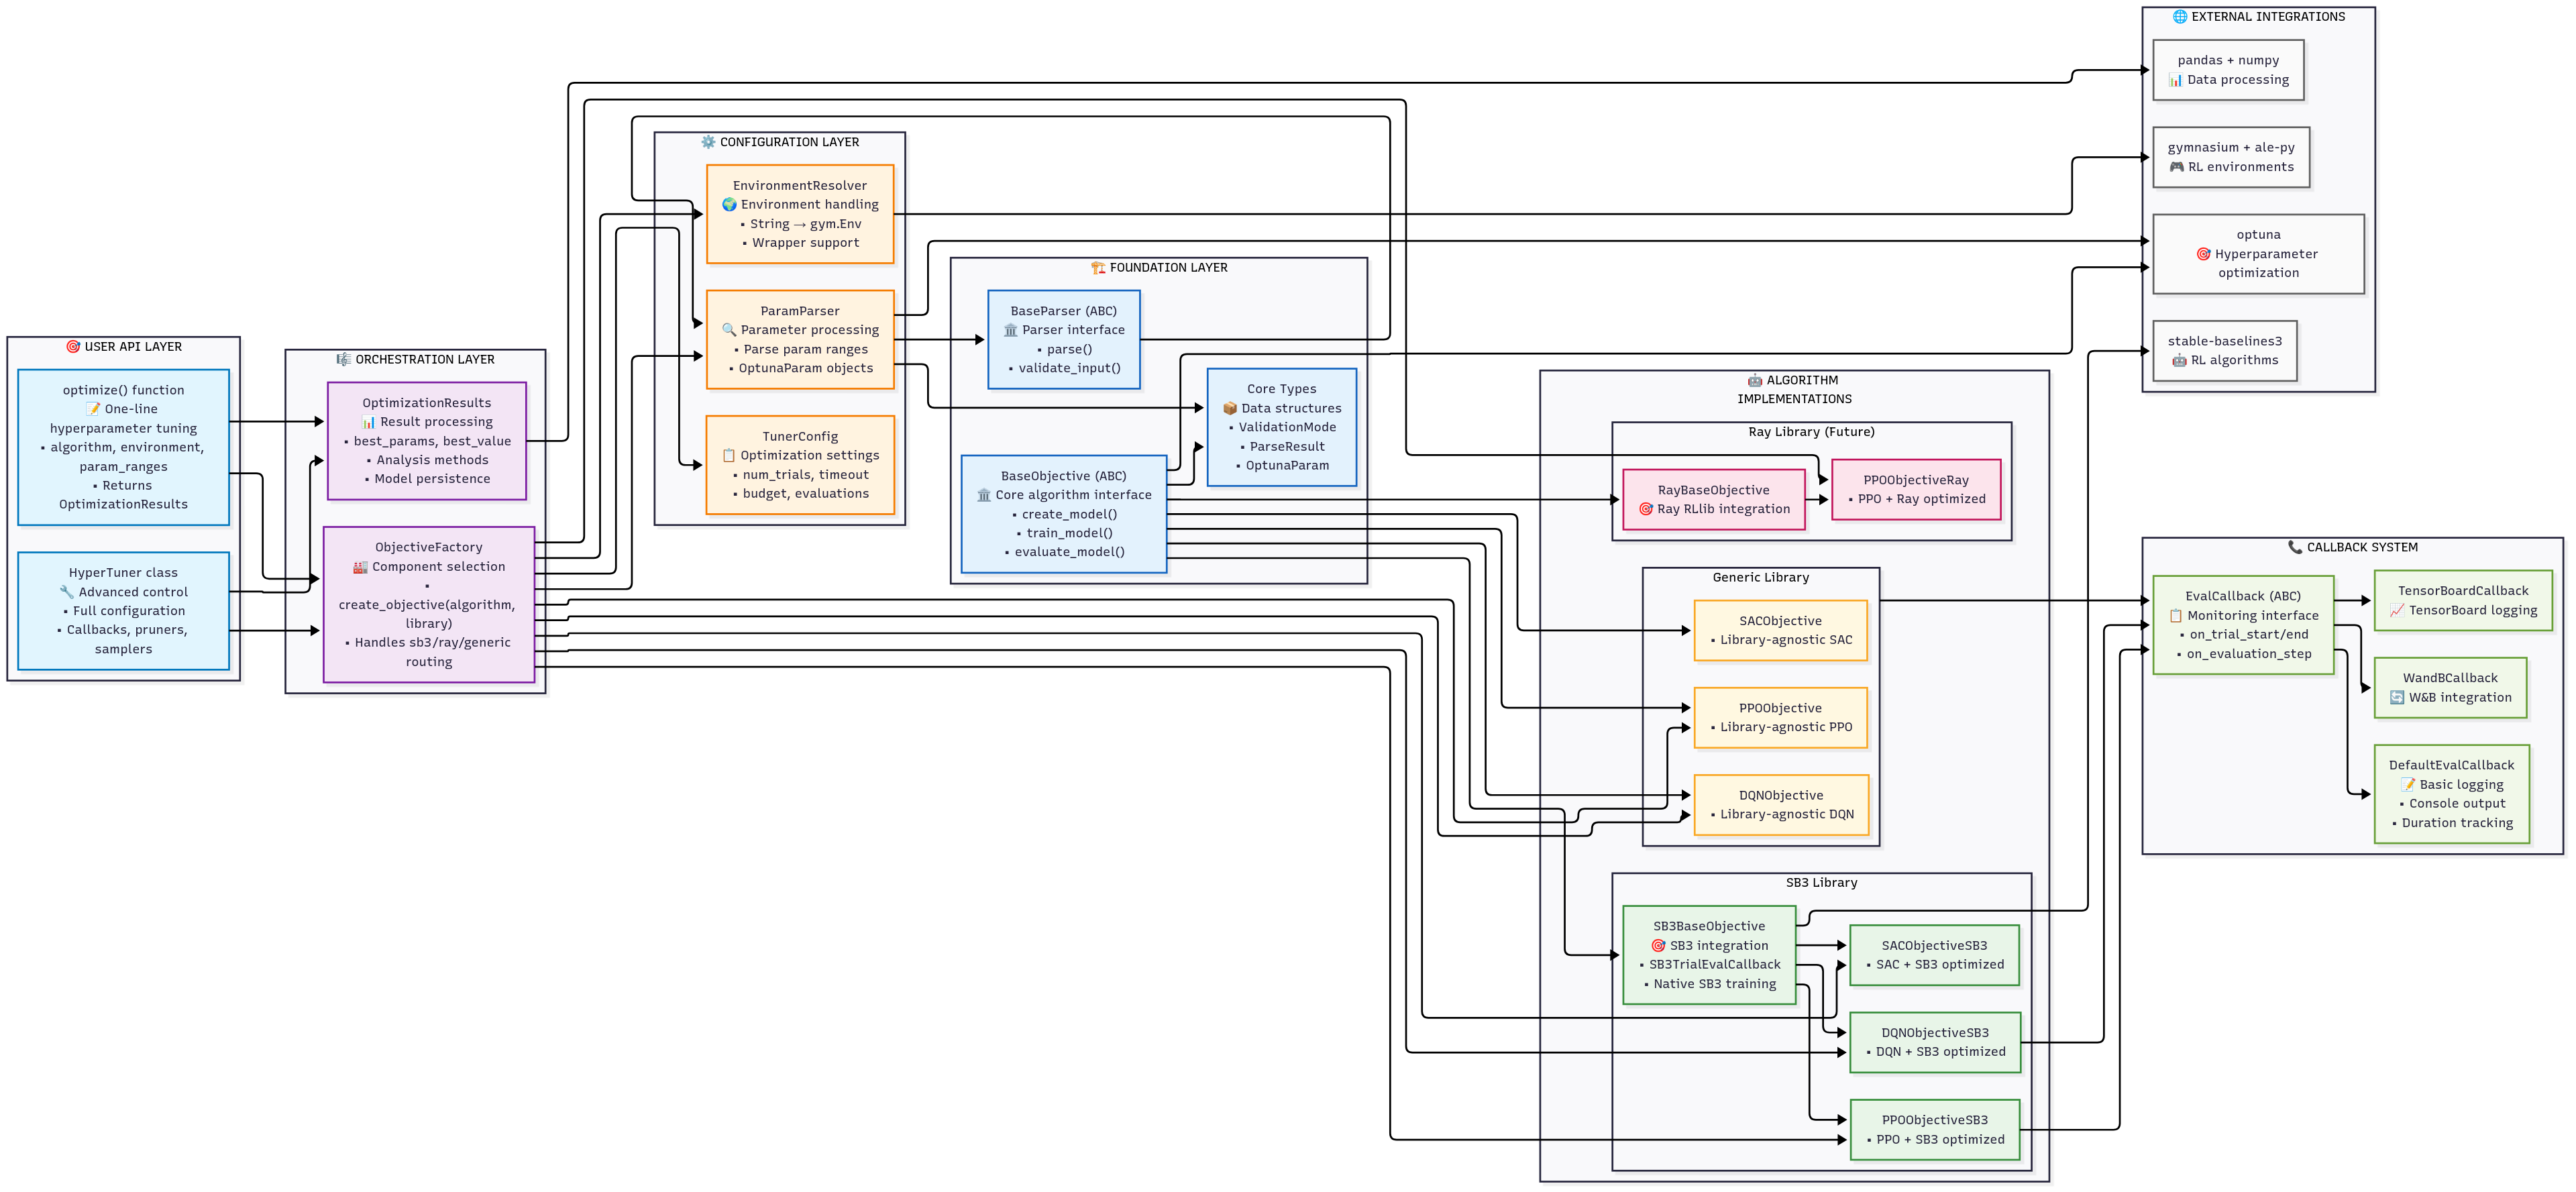 🎯 USER API LAYER
optimize() function
📝 One-line
hyperparameter tuning
▪ algorithm, environment,
param_ranges
▪ Returns
OptimizationResults
HyperTuner class
🔧 Advanced control
▪ Full configuration
▪ Callbacks, pruners,
samplers
🎼 ORCHESTRATION LAYER
OptimizationResults
📊 Result processing
▪ best_params, best_value
▪ Analysis methods
▪ Model persistence
ObjectiveFactory
🏭 Component selection
▪
create_objective(algorithm,
library)
▪ Handles sb3/ray/generic
routing
⚙️ CONFIGURATION LAYER
EnvironmentResolver
🌍 Environment handling
▪ String → gym.Env
▪ Wrapper support
ParamParser
🔍 Parameter processing
▪ Parse param ranges
▪ OptunaParam objects
TunerConfig
📋 Optimization settings
▪ num_trials, timeout
▪ budget, evaluations
🏗️ FOUNDATION LAYER
BaseParser (ABC)
🏛️ Parser interface
▪ parse()
▪ validate_input()
Core Types
📦 Data structures
▪ ValidationMode
▪ ParseResult
▪ OptunaParam
BaseObjective (ABC)
🏛️ Core algorithm interface
▪ create_model()
▪ train_model()
▪ evaluate_model()
🤖 ALGORITHM
IMPLEMENTATIONS
Ray Library (Future)
RayBaseObjective
🎯 Ray RLlib integration
PPOObjectiveRay
▪ PPO + Ray optimized
Generic Library
SACObjective
▪ Library-agnostic SAC
PPOObjective
▪ Library-agnostic PPO
DQNObjective
▪ Library-agnostic DQN
SB3 Library
SB3BaseObjective
🎯 SB3 integration
▪ SB3TrialEvalCallback
▪ Native SB3 training
SACObjectiveSB3
▪ SAC + SB3 optimized
DQNObjectiveSB3
▪ DQN + SB3 optimized
PPOObjectiveSB3
▪ PPO + SB3 optimized
🌐 EXTERNAL INTEGRATIONS
pandas + numpy
📊 Data processing
gymnasium + ale-py
🎮 RL environments
optuna
🎯 Hyperparameter
optimization
stable-baselines3
🤖 RL algorithms
📞 CALLBACK SYSTEM
EvalCallback (ABC)
📋 Monitoring interface
▪ on_trial_start/end
▪ on_evaluation_step
TensorBoardCallback
📈 TensorBoard logging
WandBCallback
🔄 W&B integration
DefaultEvalCallback
📝 Basic logging
▪ Console output
▪ Duration tracking